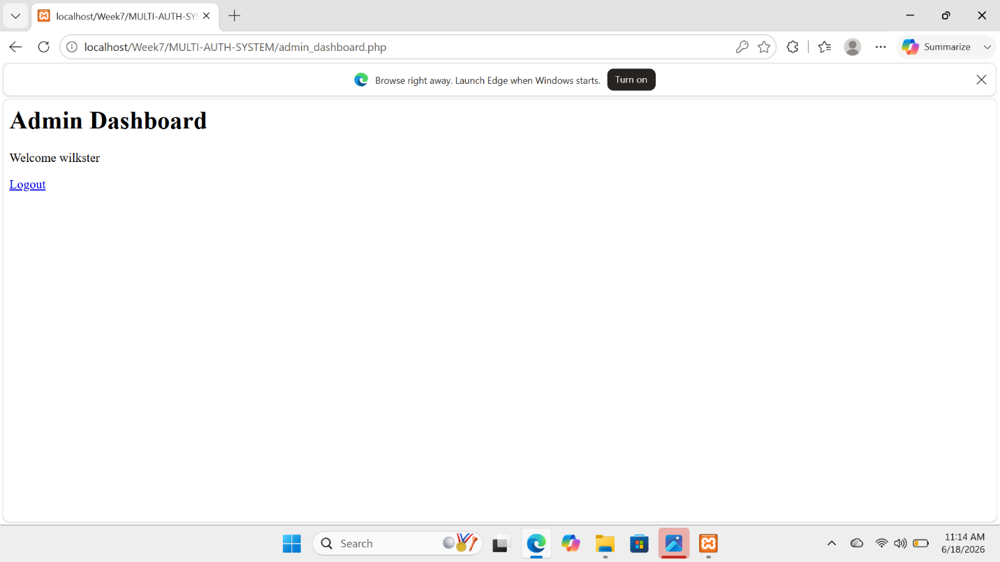 localhost/Week7/MULTI-AUTH-SYS
localhost/Week7/MULTI-AUTH-SYSTEM/admin_dashboard.php
Summarize
Browse right away. Launch Edge when Windows starts.
Turn on
Admin Dashboard
Welcome wilkster
Logout
Search
11:14 AM
6/18/2026